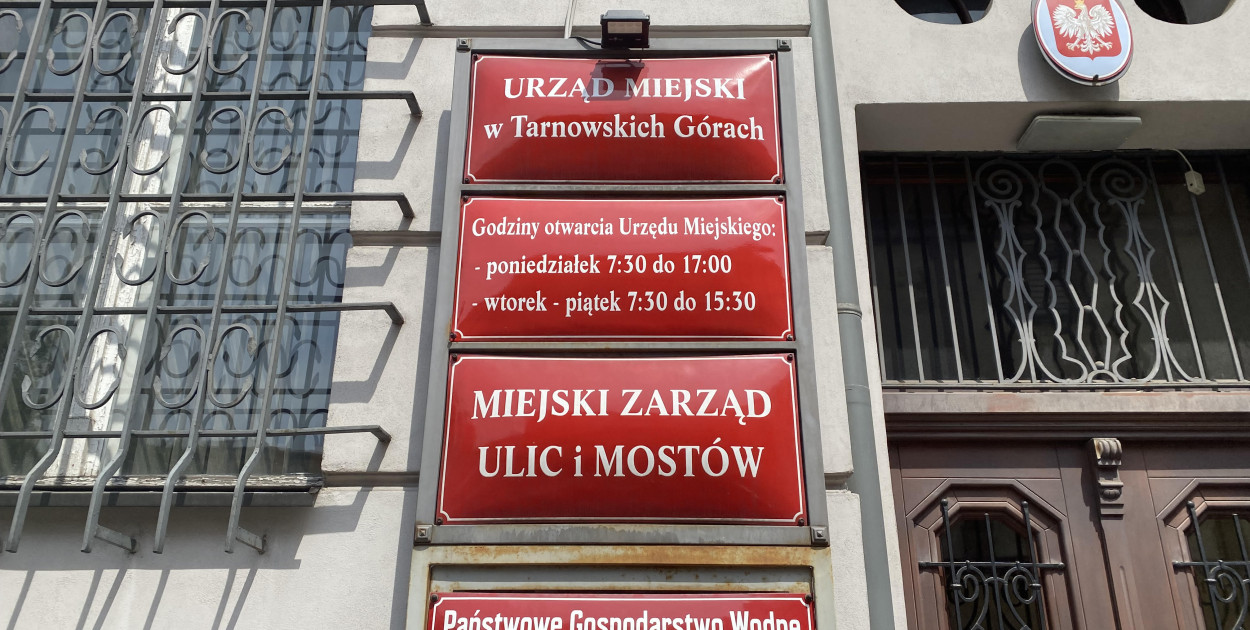 URZĄD MIEJSKI
w Tarnowskich Górach
Godziny otwarcia Urzędu Miejskiego:
- poniedziałek 7:30 do 17:00
- wtorek - piątek 7:30 do 15:30
MIEJSKI ZARZĄD
ULIC i MOSTÓW
Państwowe Gospodarstwo Wodne